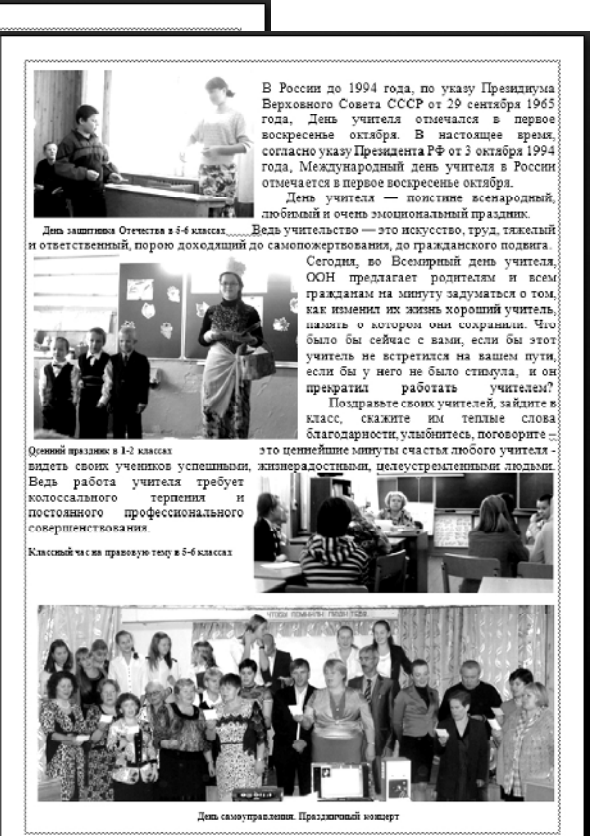 В России до 1994 года, по указу Президиума
Верховного Совета СССР от 29 сентября 1965
года, День учителя отмечался в первое
воскресенье октября. В настоящее время,
согласно указу Президента РФ от 3 октября 1994
года, Международный день учителя в России
отмечается в первое воскресенье октября.
День учителя — поистине всенародный,
любимый и очень эмоциональный праздник.
День защитника Отечества в 5-6 классах
Ведь учительство — это искусство, труд, тяжелый
и ответственный, порою доходящий до самопожертвования, до гражданского подвига.
Сегодня, во Всемирный день учителя,
ООН предлагает родителям и всем
гражданам на минуту задуматься о том,
как изменил их жизнь хороший учитель,
память о котором они сохранили. Что
было бы сейчас с вами, если бы этот
учитель не встретился на вашем пути,
если бы у него не было стимула, и он
прекратил работать учителем?
Поздравьте своих учителей, зайдите в
класс, скажите им теплые слова
благодарности, улыбнитесь, поговорите –
Осенний праздник в 1-2 классах
это ценнейшие минуты счастья любого учителя -
видеть своих учеников успешными, жизнерадостными, целеустремленными людьми.
Ведь работа учителя требует
колоссального терпения и
постоянного профессионального
совершенствования.
Классный час на правовую тему в 5-6 классах
День самоуправления. Праздничный концерт